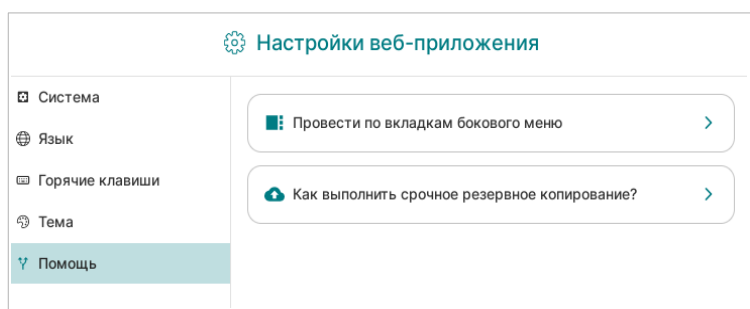 Настройки веб-приложения
Система
Язык
Горячие клавиши
Тема
Помощь
Провести по вкладкам бокового меню
Как выполнить срочное резервное копирование?